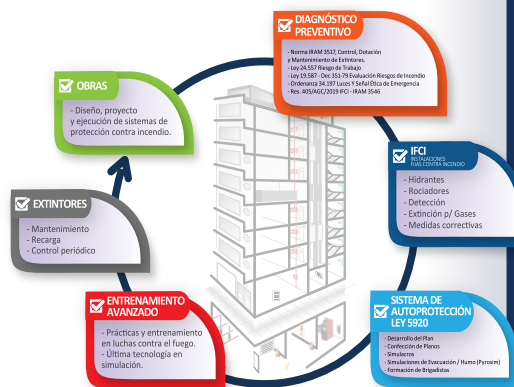 DIAGNÓSTICO
PREVENTIVO
- Norma IRAM 3517, Control, Dotación
y Mantenimiento de Extintores.
- Ley 24.557 Riesgo de Trabajo
- Ley 19.587 - Dec 351-79 Evaluación Riesgos de Incendio
- Ordenanza 34.197 Luces Y Señal Ética de Emergencia
- Res. 405/AGC/2019 IFCI - IRAM 3546
OBRAS
- Diseño, proyecto
y ejecución de sistemas de
protección contra incendio.
IFCI
INSTALACIONES
FIJAS CONTRA INCENDIO
- Hidrantes
- Rociadores
- Detección
- Extinción p/ Gases
- Medidas correctivas
EXTINTORES
- Mantenimiento
- Recarga
- Control periódico
ENTRENAMIENTO
AVANZADO
- Prácticas y entrenamiento
en luchas contra el fuego.
- Última tecnología en
simulación.
SISTEMA DE
AUTOPROTECCIÓN
LEY 5920
- Desarrollo del Plan
- Confección de Planos
- Simulacros
- Simulaciones de Evacuación / Humo (Pyrosim)
- Formación de Brigadistas